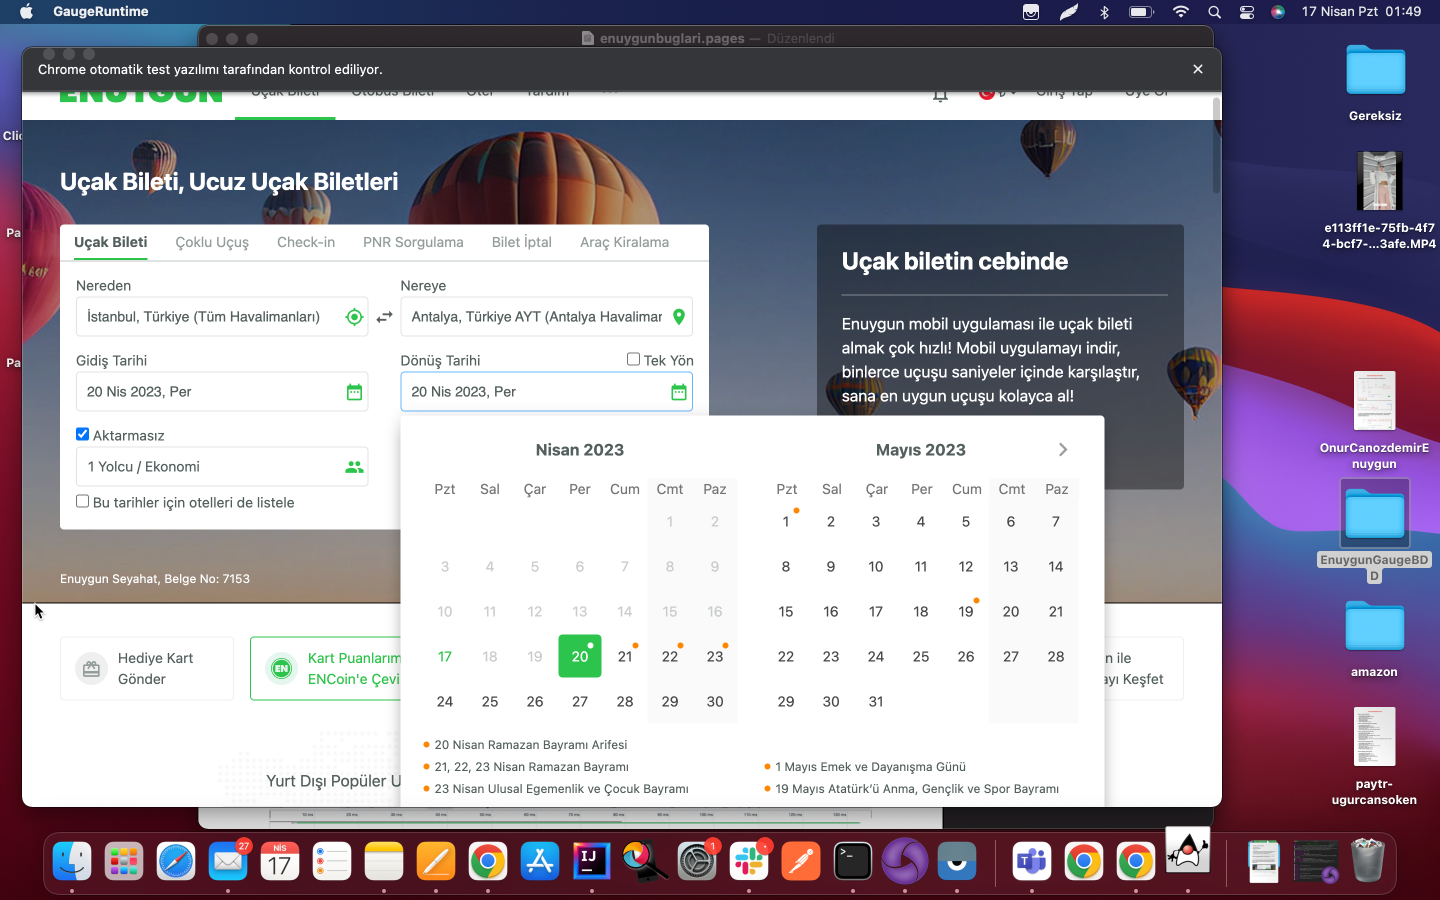 GaugeRuntime
17 Nisan Pzt 01:49
enuygunbuglari.pages — Düzenlendi
Chrome otomatik test yazılımı tarafından kontrol ediliyor.
ENUYGUN
Uçak Bileti
Otobüs Bileti
Otel
Yardım
Giriş Yap
Üye Ol
Uçak Bileti, Ucuz Uçak Biletleri
Uçak Bileti
Çoklu Uçuş
Check-in
PNR Sorgulama
Bilet İptal
Araç Kiralama
Nereden
Nereye
İstanbul, Türkiye (Tüm Havalimanları)
Antalya, Türkiye AYT (Antalya Havalimar
Gidiş Tarihi
Dönüş Tarihi
Tek Yön
20 Nis 2023, Per
20 Nis 2023, Per
Aktarmasız
1 Yolcu / Ekonomi
Bu tarihler için otelleri de listele
Enuygun Seyahat, Belge No: 7153
Uçak biletin cebinde
Enuygun mobil uygulaması ile uçak bileti
almak çok hızlı! Mobil uygulamayı indir,
binlerce uçuşu saniyeler içinde karşılaştır,
sana en uygun uçuşu kolayca al!
Nisan 2023
Pzt Sal Çar Per Cum Cmt Paz
1 2
3 4 5 6 7 8 9
10 11 12 13 14 15 16
17 18 19 20 21 22 23
24 25 26 27 28 29 30
20 Nisan Ramazan Bayramı Arifesi
21, 22, 23 Nisan Ramazan Bayramı
23 Nisan Ulusal Egemenlik ve Çocuk Bayramı
Mayıs 2023
Pzt Sal Çar Per Cum Cmt Paz
1 2 3 4 5 6 7
8 9 10 11 12 13 14
15 16 17 18 19 20 21
22 23 24 25 26 27 28
29 30 31
1 Mayıs Emek ve Dayanışma Günü
19 Mayıs Atatürk'ü Anma, Gençlik ve Spor Bayramı
Hediye Kart
Gönder
EN
Kart Puanlarım
ENCoin'e Çevi
n ile
ayı Keşfet
Yurt Dışı Popüler U
Clic
Pa
Pa
Gereksiz
e113ff1e-75fb-4f7
4-bcf7-...3afe.MP4
OnurCanozdemirE
nuygun
EnuygunGaugeBD
D
amazon
paytr-
ugurcansoken
27
NİS
17
IJ
1